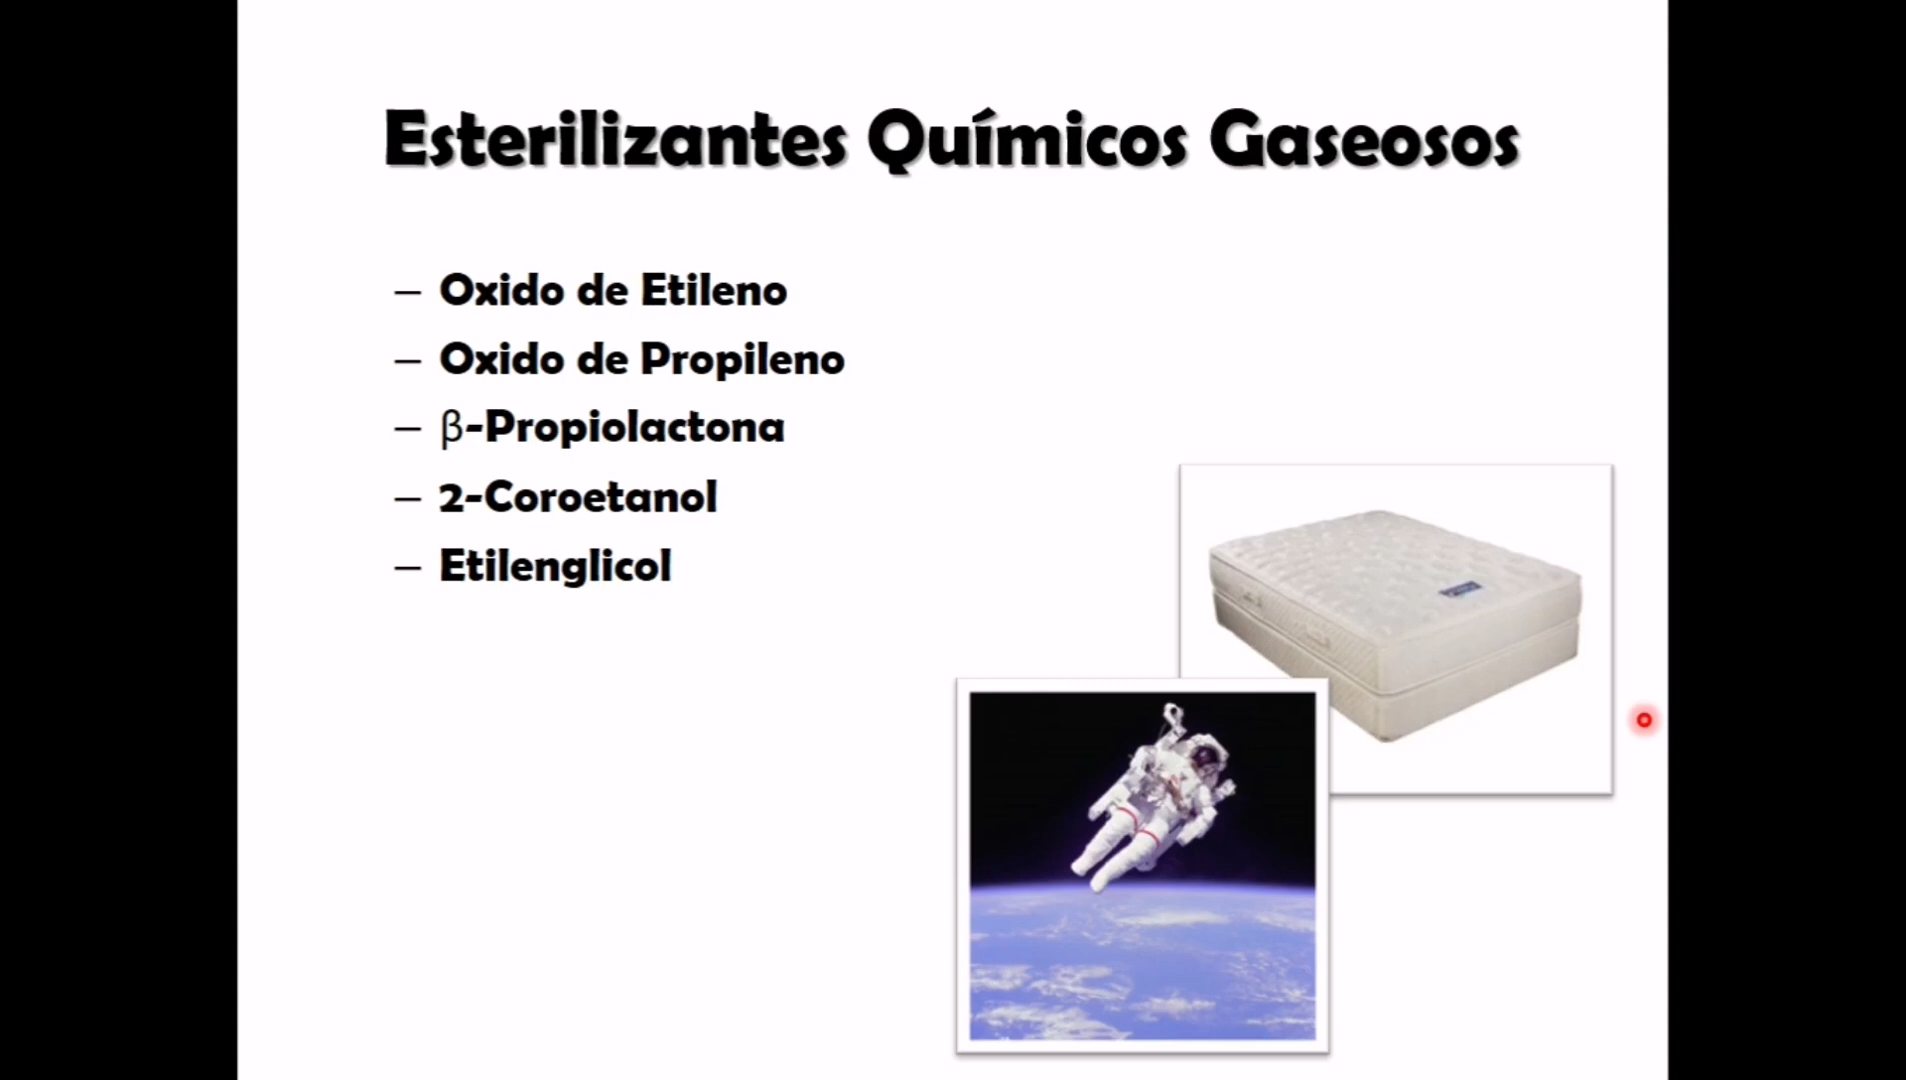 Esterilizantes Químicos Gaseosos
– Oxido de Etileno
– Oxido de Propileno
– β-Propiolactona
– 2-Coroetanol
– Etilenglicol